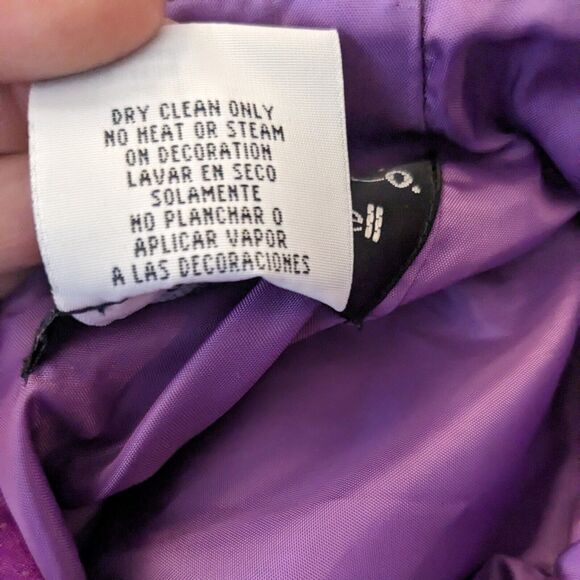 DRY CLEAN ONLY
NO HEAT OR STEAM
ON DECORATION
LAVAR EN SECO
SOLAMENTE
NO PLANCHAR O
APLICAR VAPOR
A LAS DECORACIONES